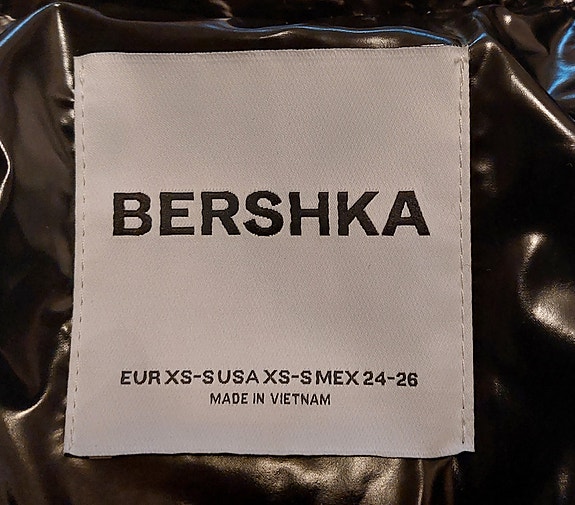 BERSHKA
EUR XS-S USA XS-S MEX 24-26
MADE IN VIETNAM